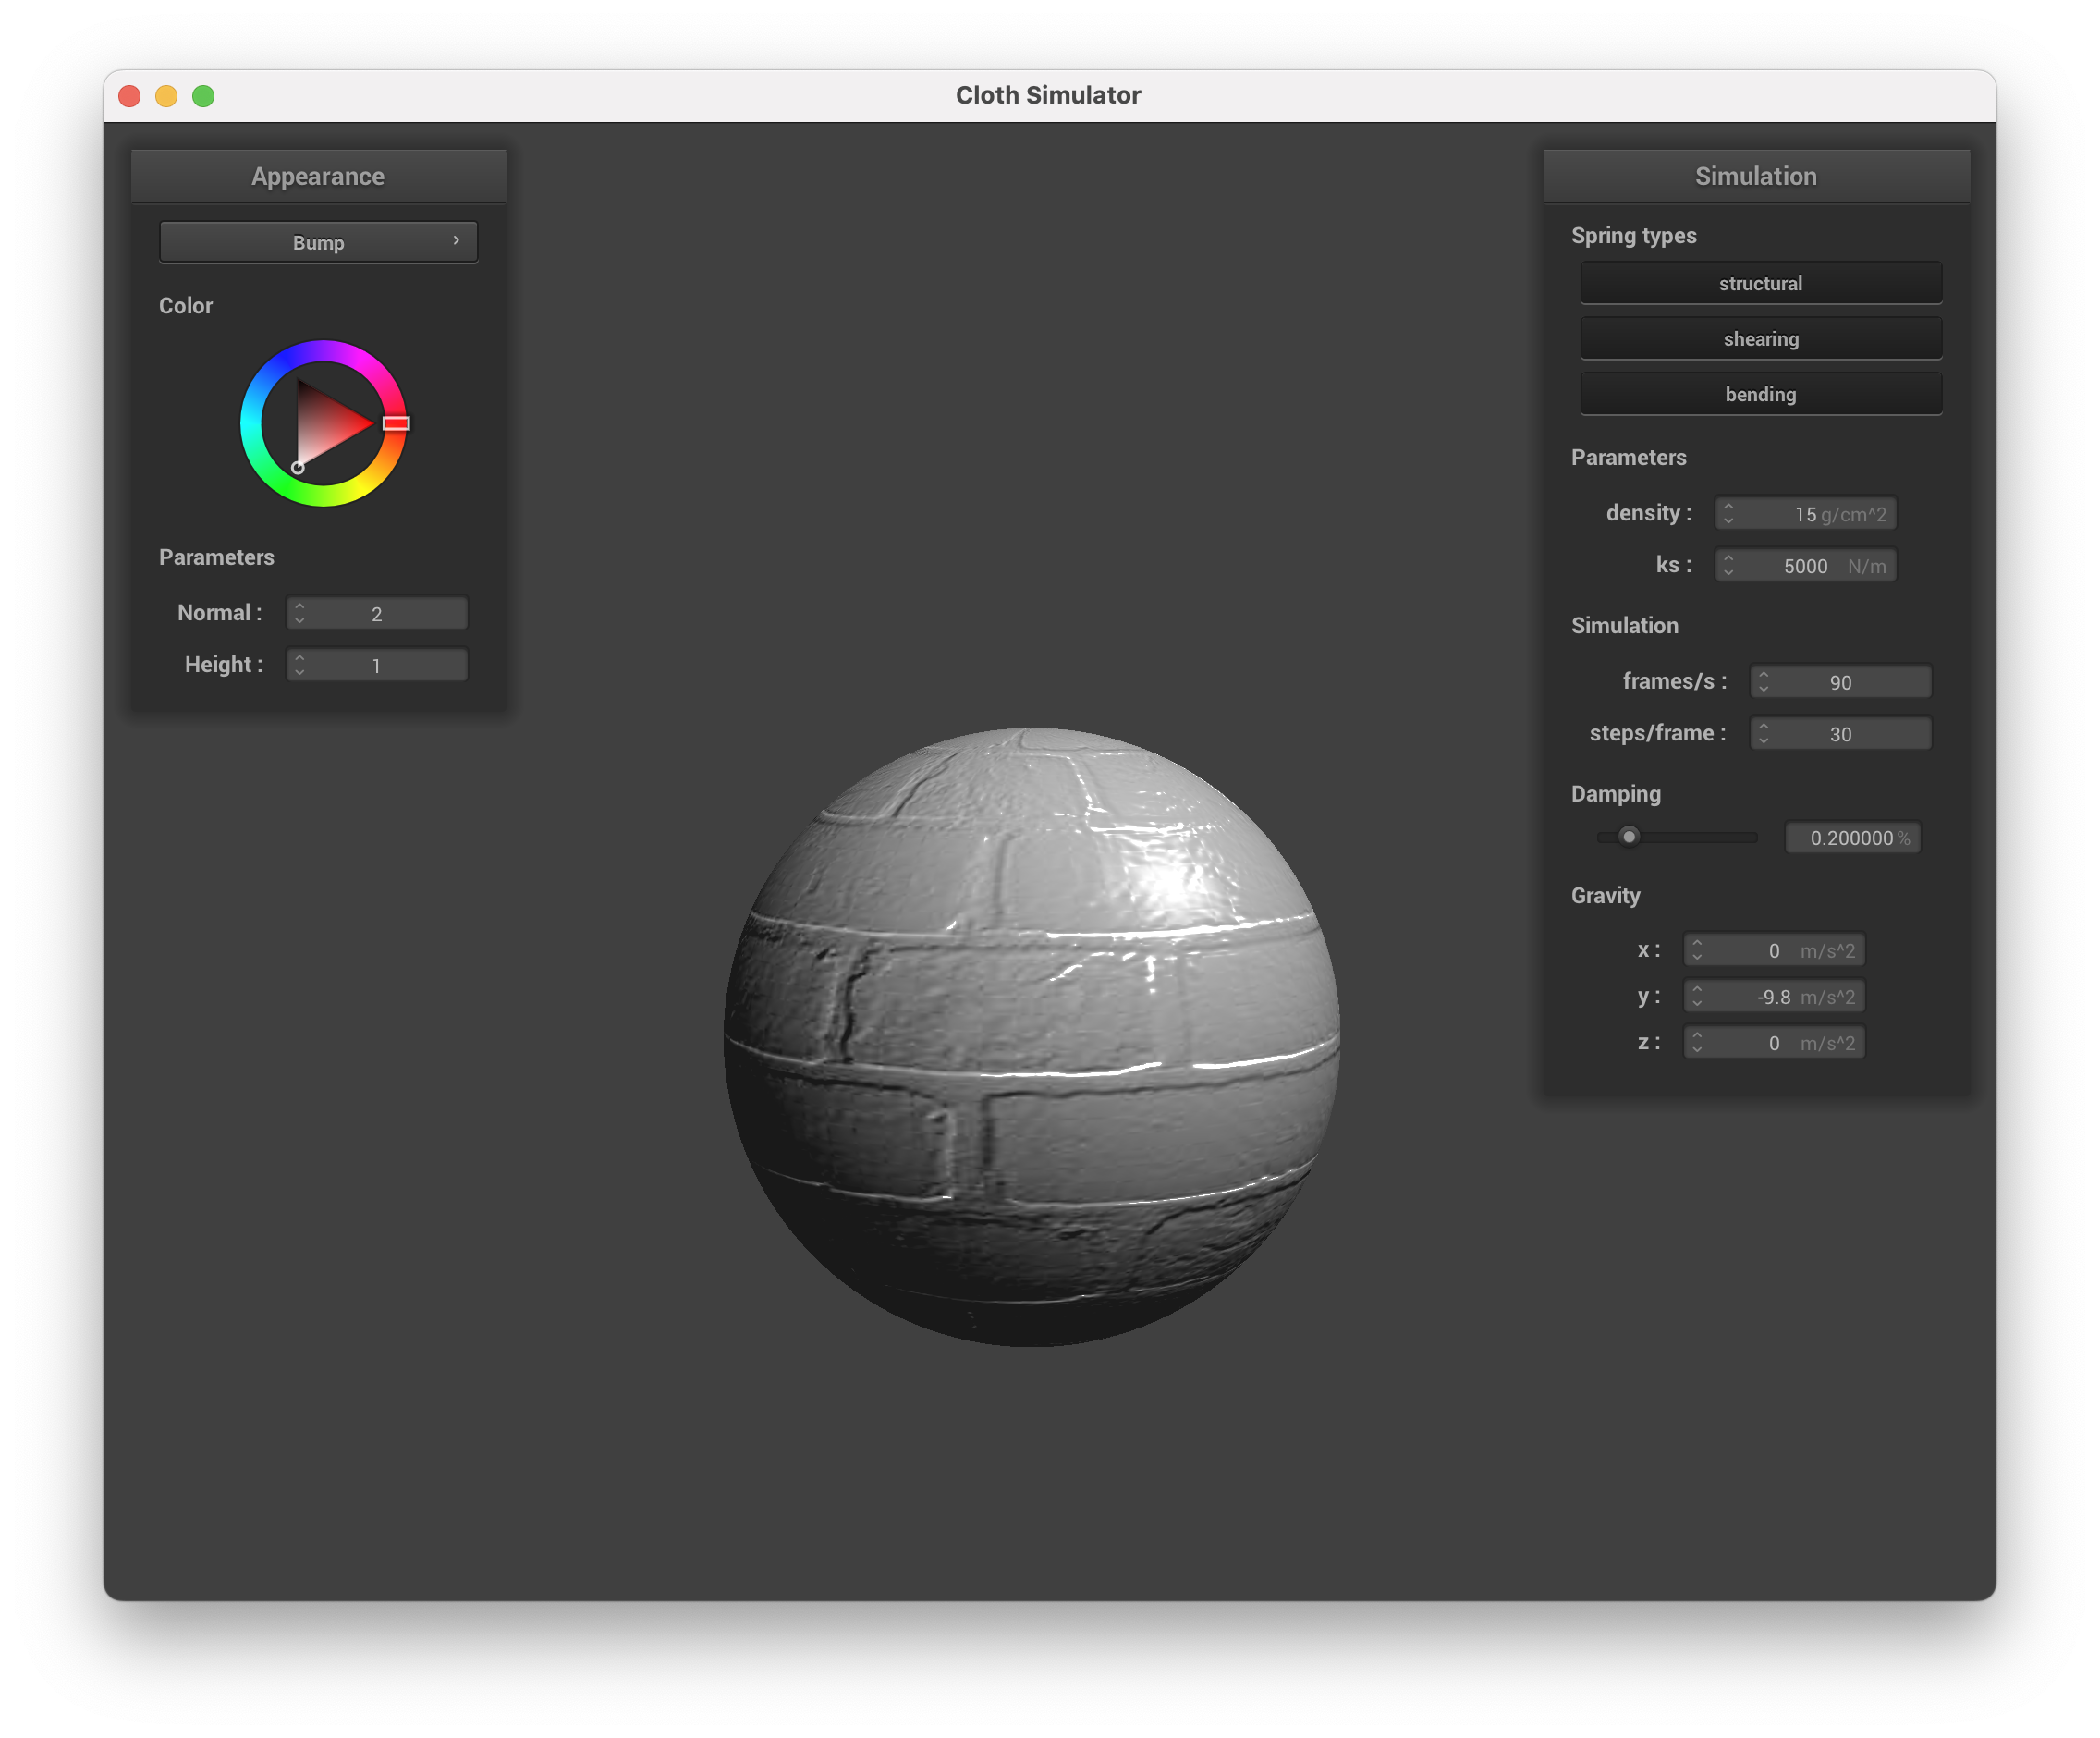 Cloth Simulator
Appearance
Bump
Color
Parameters
Normal : 2
Height : 1
Simulation
Spring types
structural
shearing
bending
Parameters
density : 15 g/cm^2
ks : 5000 N/m
Simulation
frames/s : 90
steps/frame : 30
Damping
0.200000 %
Gravity
x : 0 m/s^2
y : -9.8 m/s^2
z : 0 m/s^2